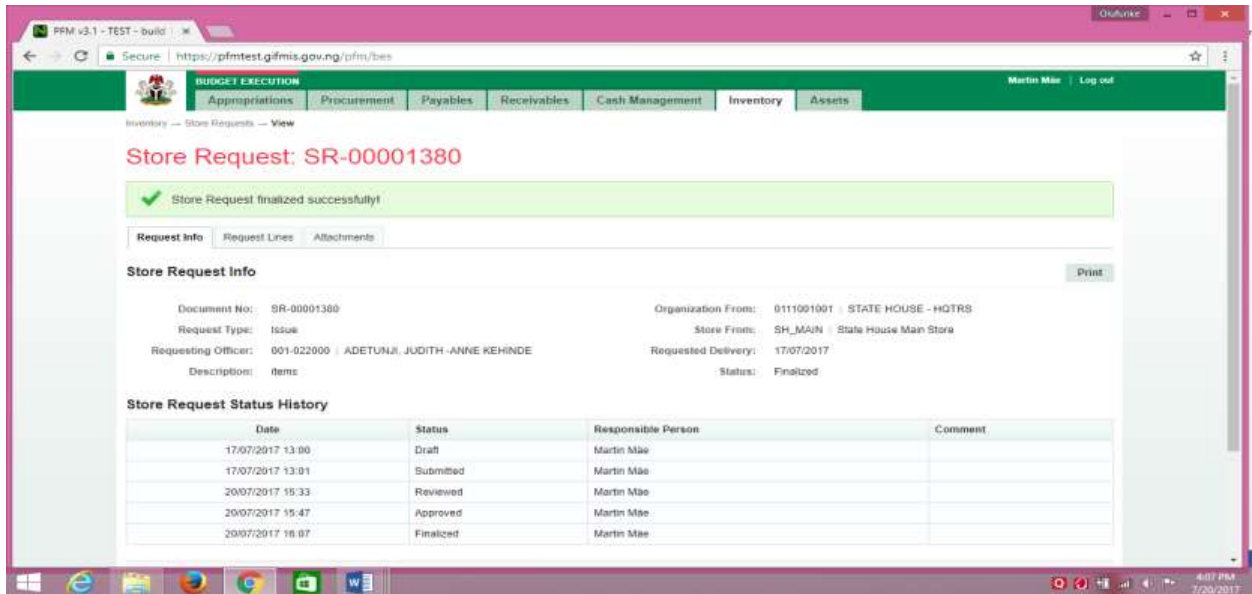 Olufunke
PFM v3.1 - TEST - build
Secure https://pfmtest.gifmis.gov.ng/pfm/bes
BUDGET EXECUTION
Martin Mäe Log out
Appropriations Procurement Payables Receivables Cash Management Inventory Assets
Inventory — Store Requests — View
Store Request: SR-00001380
Store Request finalized successfully!
Request Info Request Lines Attachments
Store Request Info Print
Document No: SR-00001380 Organization From: 0111001001 | STATE HOUSE - HQTRS
Request Type: Issue Store From: SH_MAIN | State House Main Store
Requesting Officer: 001-022000 | ADETUNJI, JUDITH -ANNE KEHINDE Requested Delivery: 17/07/2017
Description: items Status: Finalized
Store Request Status History
Date Status Responsible Person Comment
17/07/2017 13:00 Draft Martin Mäe
17/07/2017 13:01 Submitted Martin Mäe
20/07/2017 15:33 Reviewed Martin Mäe
20/07/2017 15:47 Approved Martin Mäe
20/07/2017 16:07 Finalized Martin Mäe
4:07 PM
7/20/2017